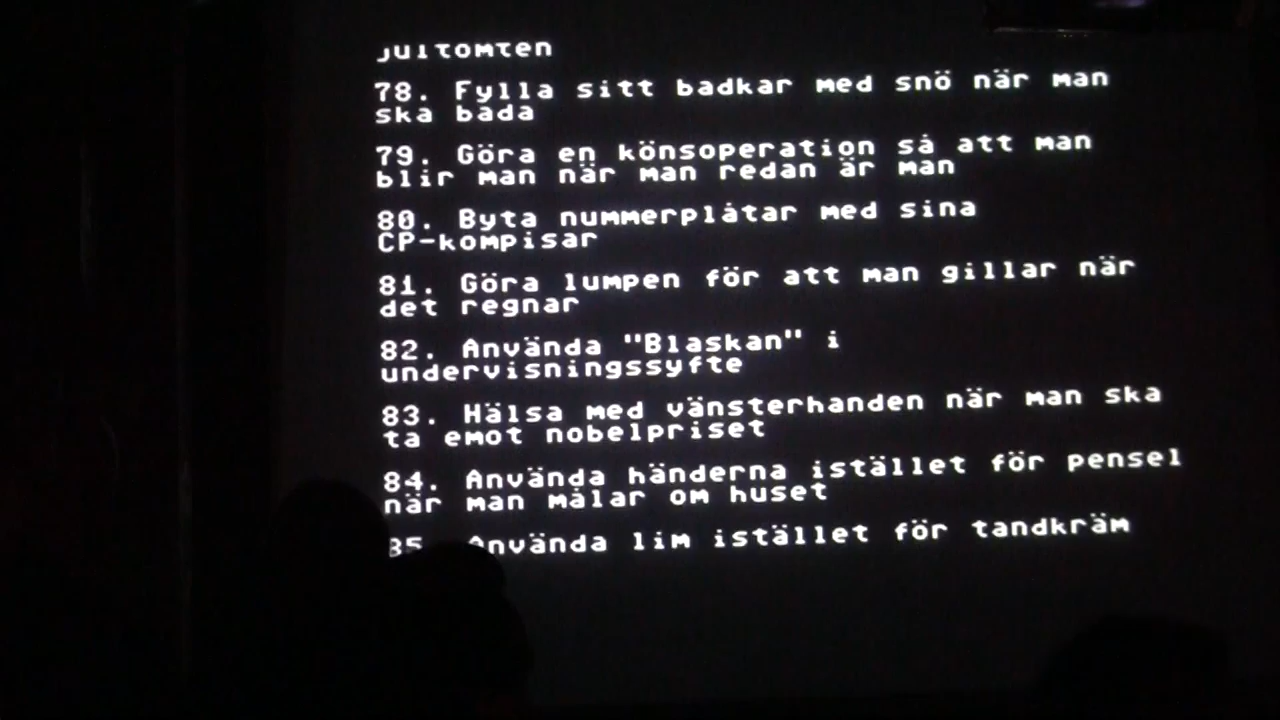 jultomten
78. Fylla sitt badkar med snö när man
ska bada
79. Göra en könsoperation så att man
blir man när man redan är man
80. Byta nummerplåtar med sina
CP-kompisar
81. Göra lumpen för att man gillar när
det regnar
82. Använda "Blaskan" i
undervisningssyfte
83. Hälsa med vänsterhanden när man ska
ta emot nobelpriset
84. Använda händerna istället för pensel
när man målar om huset
85. Använda lim istället för tandkräm